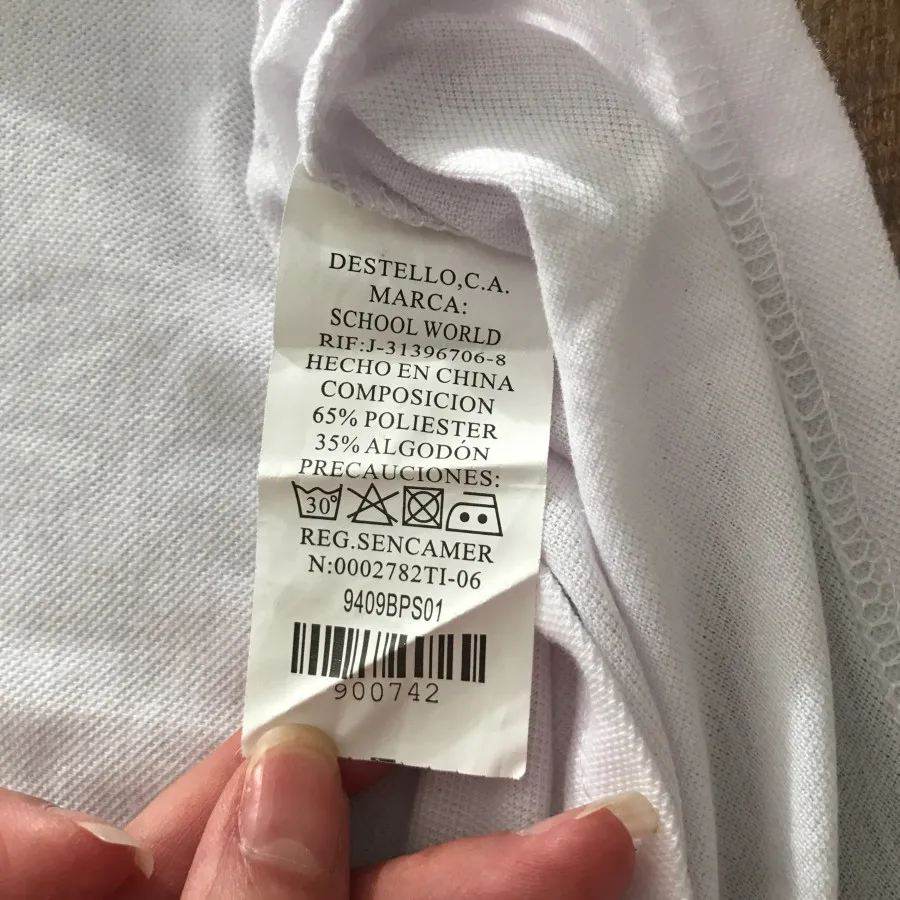 DESTELLO,C.A.
MARCA:
SCHOOL WORLD
RIF:J-31396706-8
HECHO EN CHINA
COMPOSICION
65% POLIESTER
35% ALGODÓN
PRECAUCIONES:
30°
REG.SENCAMER
N:0002782TI-06
9409BPS01
900742